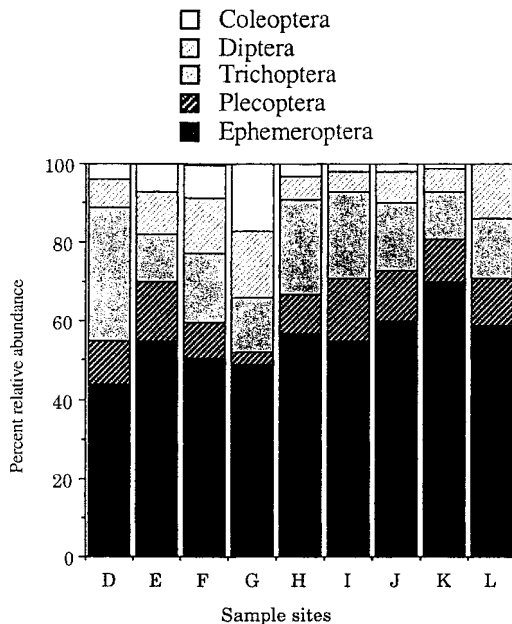 Coleoptera
Diptera
Trichoptera
Plecoptera
Ephemeroptera
100
80
60
40
20
0
Percent relative abundance
D E F G H I J K L
Sample sites